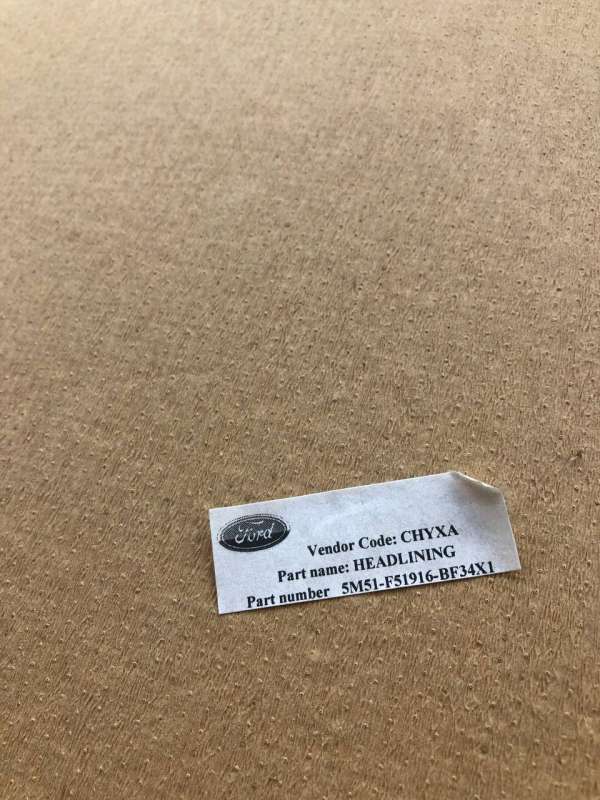 Ford
Vendor Code: CHYXA
Part name: HEADLINING
Part number 5M51-F51916-BF34X1